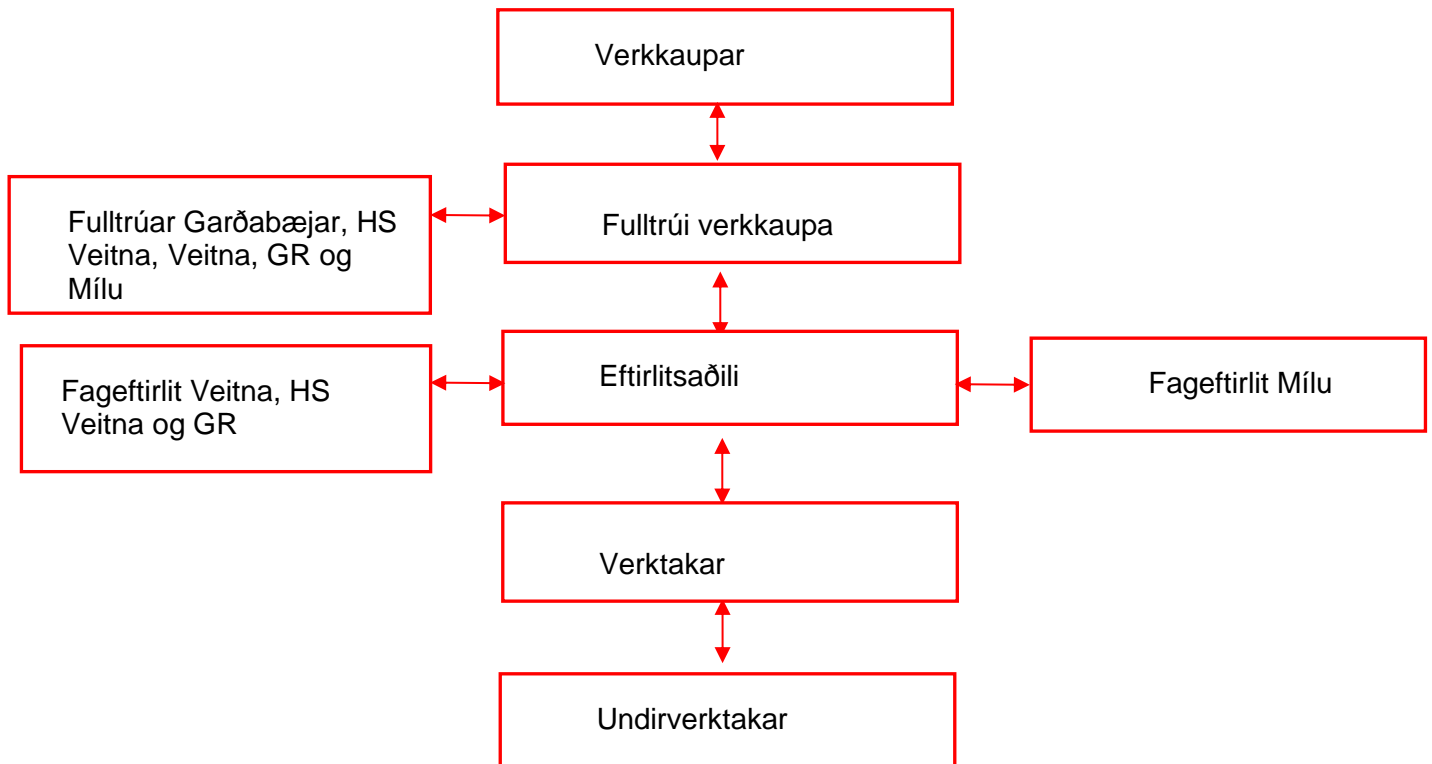 Verkkaupar
Fulltrúar Garðabæjar, HS
Veitna, Veitna, GR og
Mílu
Fulltrúi verkkaupa
Fageftirlit Veitna, HS
Veitna og GR
Eftirlitsaðili
Fageftirlit Mílu
Verktakar
Undirverktakar